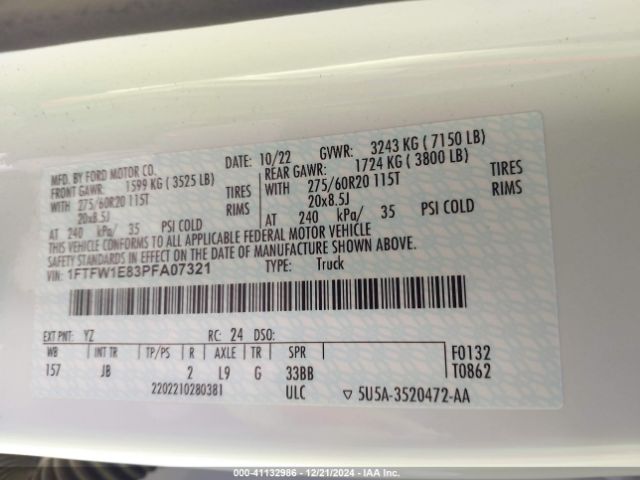 MFD. BY FORD MOTOR CO.
DATE: 10/22 GVWR: 3243 KG ( 7150 LB)
FRONT GAWR: 1599 KG ( 3525 LB)
REAR GAWR: 1724 KG ( 3800 LB)
WITH 275/60R20 115T TIRES
WITH 275/60R20 115T TIRES
20x8.5J RIMS
20x8.5J RIMS
AT 240 kPa/ 35 PSI COLD
AT 240 kPa/ 35 PSI COLD
THIS VEHICLE CONFORMS TO ALL APPLICABLE FEDERAL MOTOR VEHICLE
SAFETY STANDARDS IN EFFECT ON THE DATE OF MANUFACTURE SHOWN ABOVE.
VIN: 1FTFW1E83PFA07321 TYPE: Truck
EXT PNT: YZ RC: 24 DSO:
WB INT TR TP/PS R AXLE TR SPR F0132
157 JB 2 L9 G 33BB T0862
2202210280381 ULC ▽ 5U5A-3520472-AA
000-41132986 - 12/21/2024 - IAA Inc.